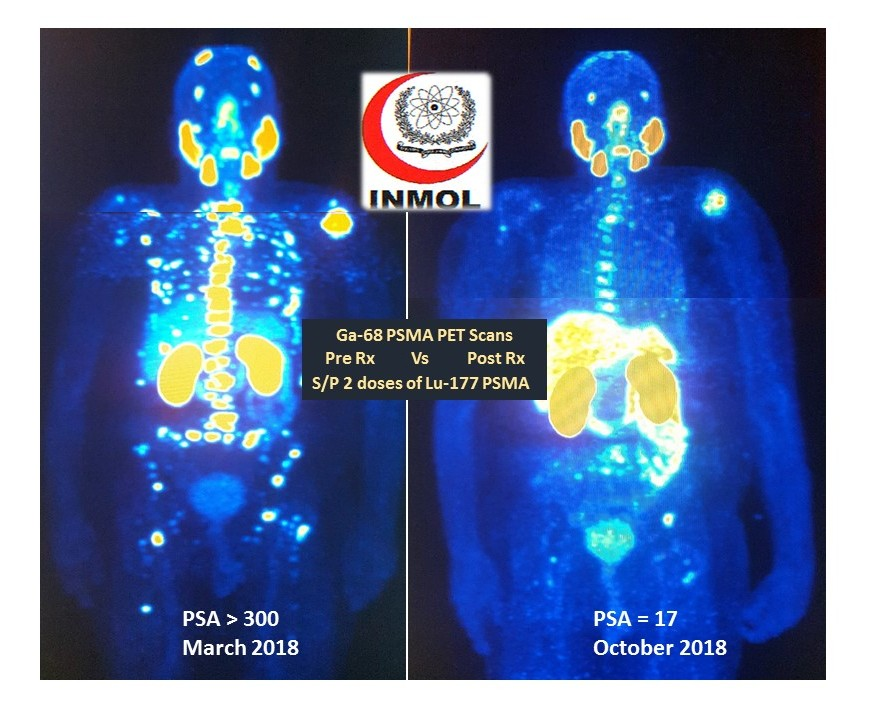 INMOL
Ga-68 PSMA PET Scans
Pre Rx Vs Post Rx
S/P 2 doses of Lu-177 PSMA
PSA > 300
March 2018
PSA = 17
October 2018